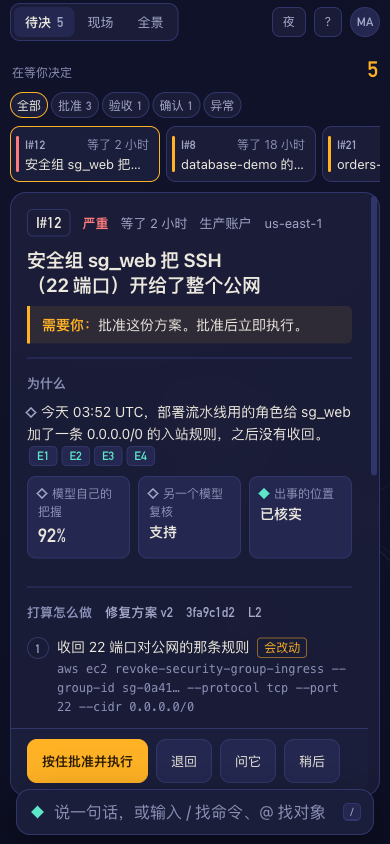 待决 5 现场 全景 夜 ? MA
在等你决定 5
全部 批准 3 验收 1 确认 1 异常
I#12 等了 2 小时 I#8 等了 18 小时 I#21
安全组 sg_web 把... database-demo 的... orders-
I#12 严重 等了 2 小时 生产账户 us-east-1
安全组 sg_web 把 SSH
（22 端口）开给了整个公网
需要你：批准这份方案。批准后立即执行。
为什么
今天 03:52 UTC，部署流水线用的角色给 sg_web
加了一条 0.0.0.0/0 的入站规则，之后没有收回。
E1 E2 E3 E4
模型自己的把握 另一个模型复核 出事的位置
92% 支持 已核实
打算怎么做 修复方案 v2 3fa9c1d2 L2
1 收回 22 端口对公网的那条规则 会改动
aws ec2 revoke-security-group-ingress --
group-id sg-0a41… --protocol tcp --port
22 --cidr 0.0.0.0/0
按住批准并执行 退回 问它 稍后
说一句话，或输入 / 找命令、@ 找对象 /